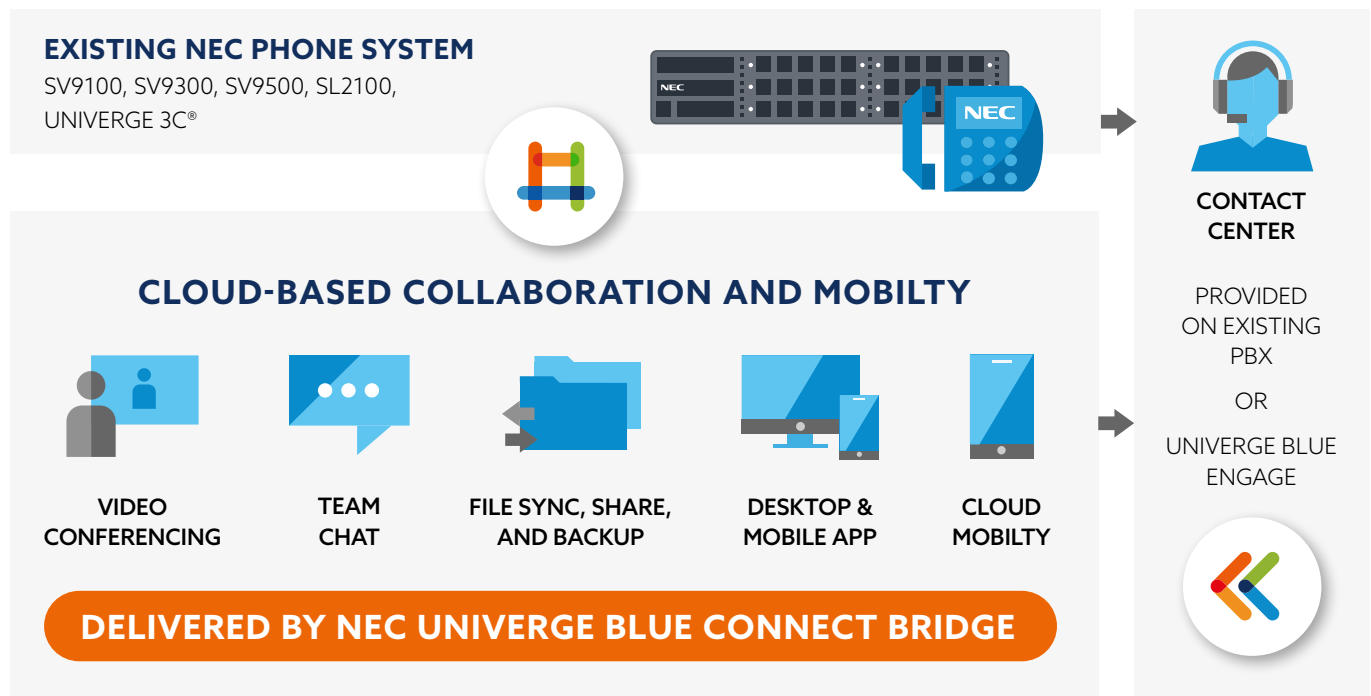 EXISTING NEC PHONE SYSTEM
SV9100, SV9300, SV9500, SL2100,
UNIVERGE 3C®
NEC
NEC
CLOUD-BASED COLLABORATION AND MOBILTY
VIDEO
CONFERENCING
TEAM
CHAT
FILE SYNC, SHARE,
AND BACKUP
DESKTOP &
MOBILE APP
CLOUD
MOBILTY
DELIVERED BY NEC UNIVERGE BLUE CONNECT BRIDGE
CONTACT
CENTER
PROVIDED
ON EXISTING
PBX
OR
UNIVERGE BLUE
ENGAGE